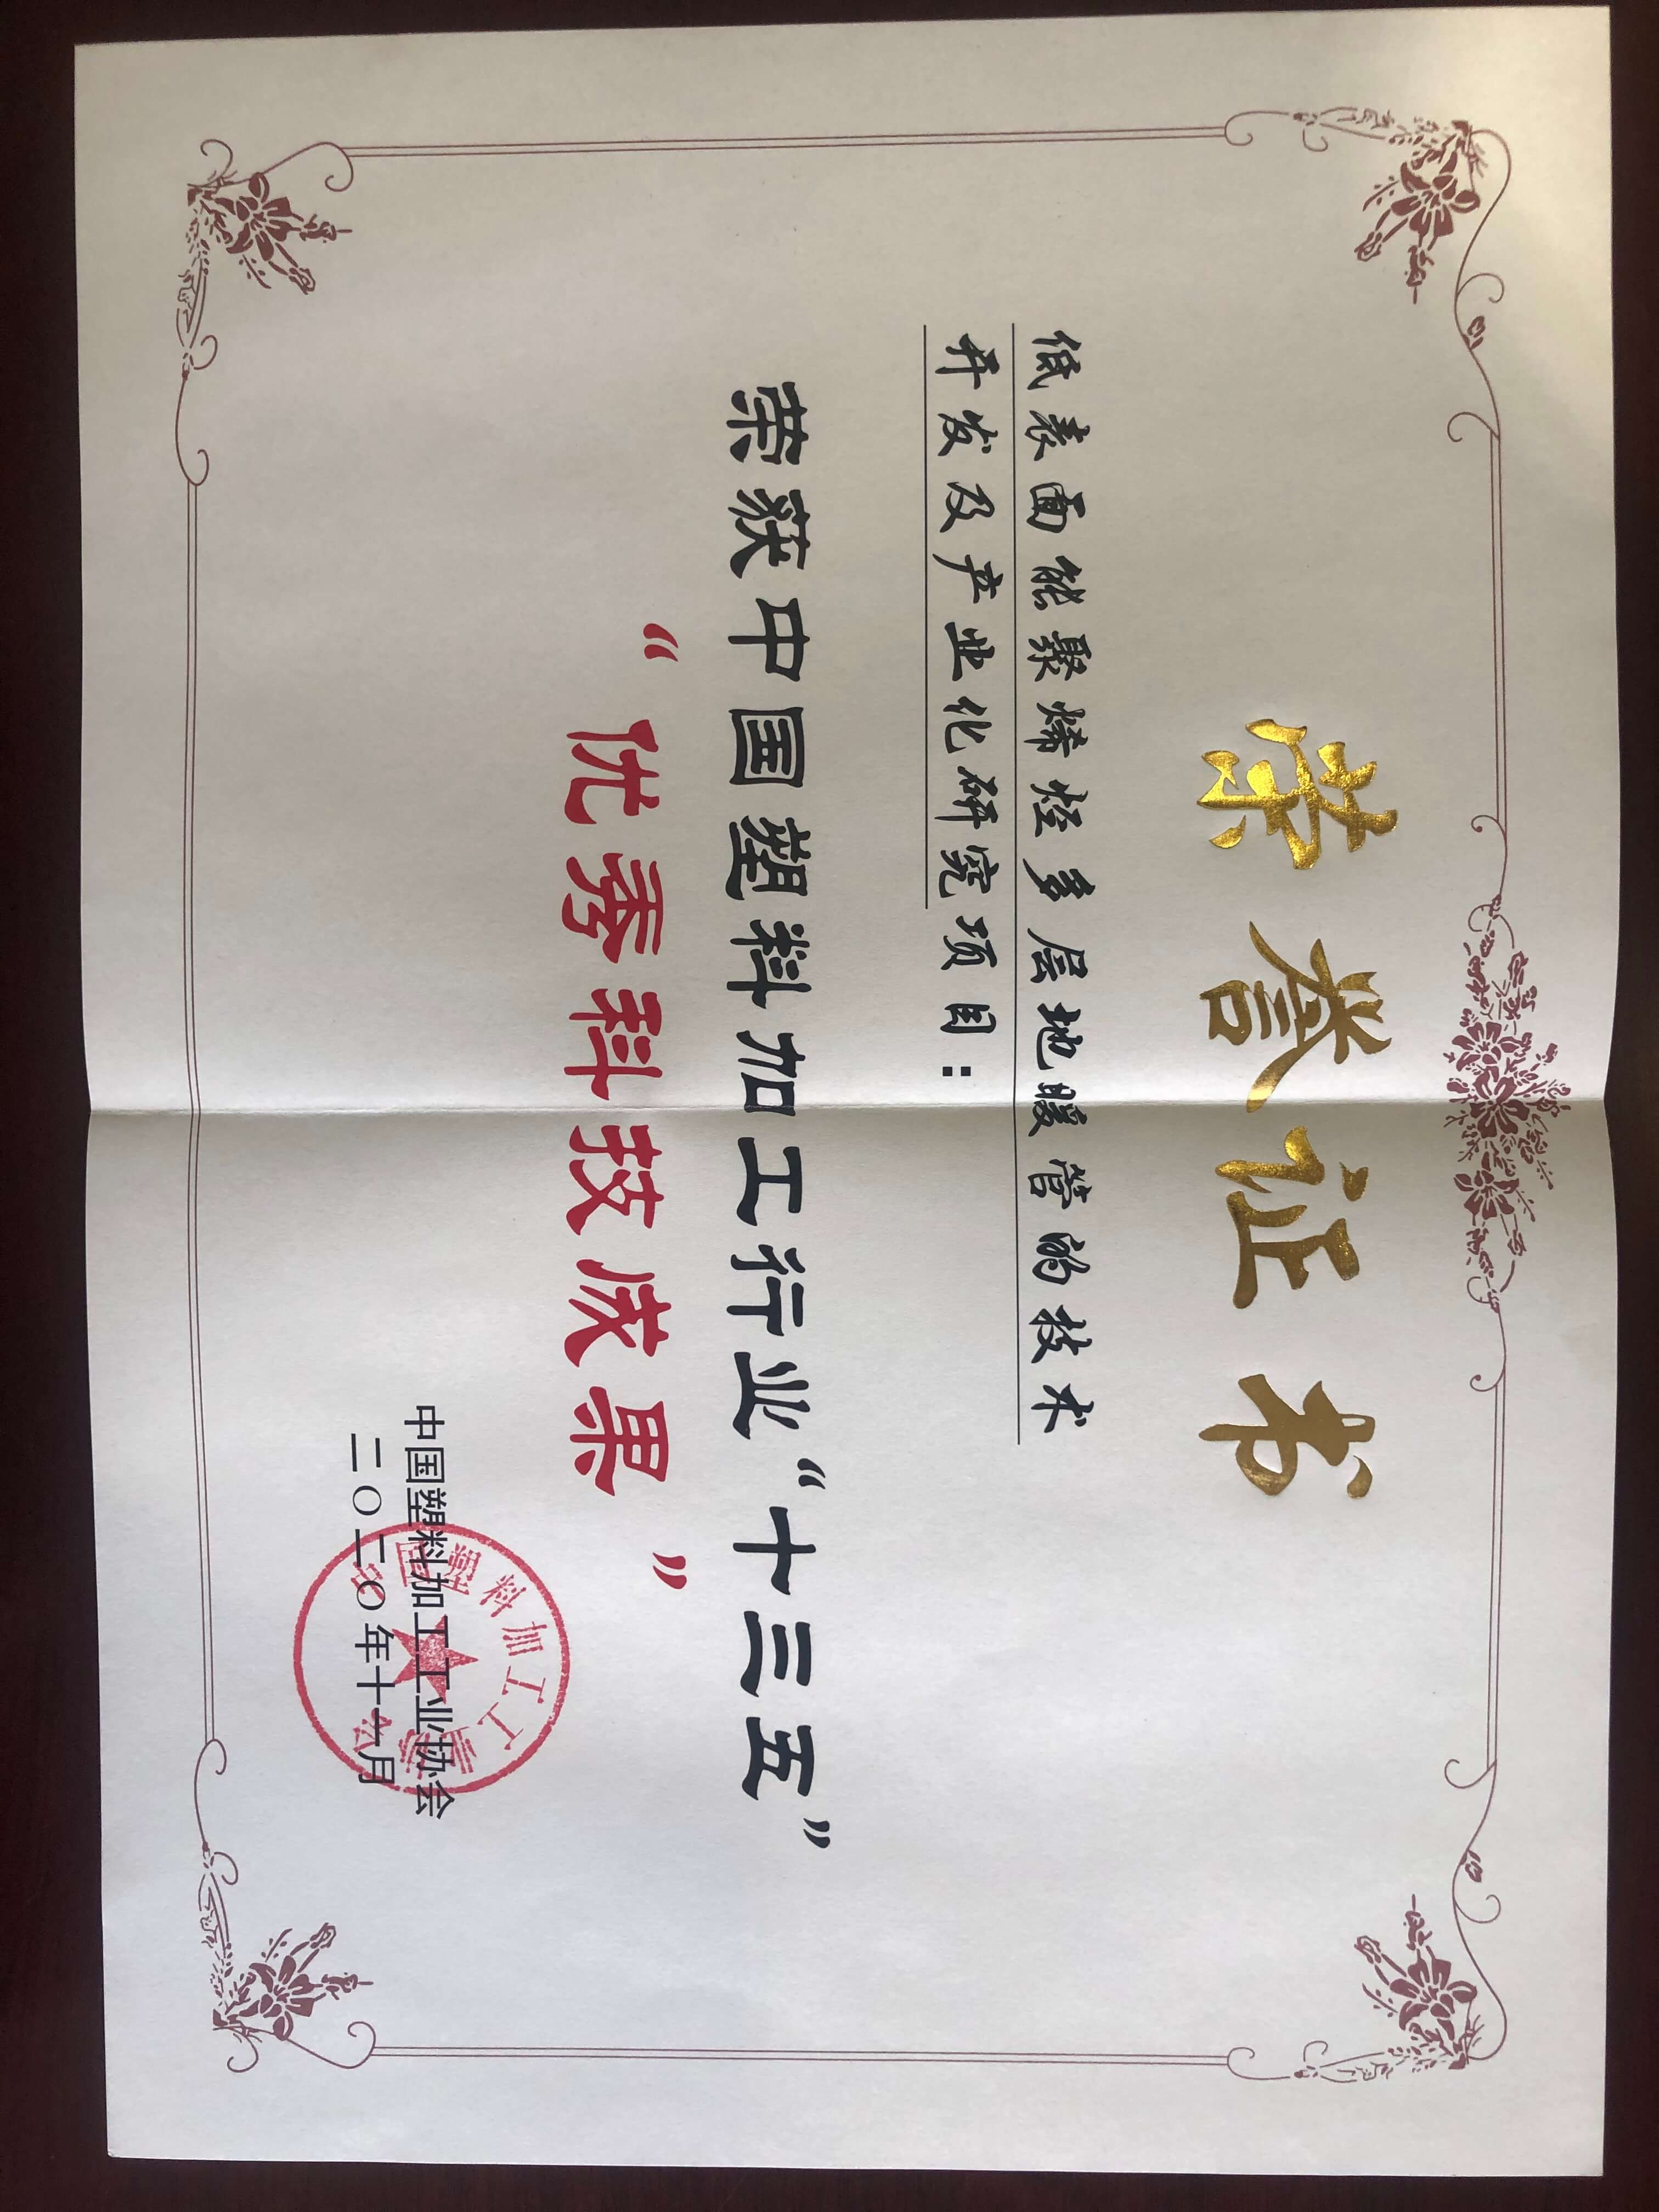 荣誉证书
低表面能聚烯烃多层地暖管的技术
开发及产业化研究项目：
荣获中国塑料加工行业“十三五”
“优秀科技成果”
中国塑料加工工业协会
二〇二〇年十一月